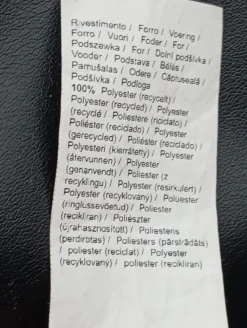 Rivestimento / Forro / Voering /
Forro / Vuori / Foder / For /
Podszewka / For / Dolní podšívka /
Vooder / Podstava / Bélés /
Pamušalas / Odere / Căptuşeală /
Podšívka / Podloga
100% Polyester (recycelt) /
Polyester (recycled) / Polyester
(recyclé / Poliestere (riciclato) /
Poliéster (reciclado) / Polyester
(gerecycled) / Poliéster (reciclado) /
Polyesteri (kierrätetty) / Polyester
(återvunnen) / Polyester
(genanvendt) / Poliester (z
recyklingu) / Polyester (resirkulert) /
Polyester (recyklovaný) / Polüester
(ringlussevõetud) / Poliester
(recikliran) / Poliészter
(újrahasznosított) / Poliesteris
(perdirbtas) / Poliesters (pārstrādāts)
/ poliester (reciclat) / Polyester
(recyklovaný) / poliester (recikliran)